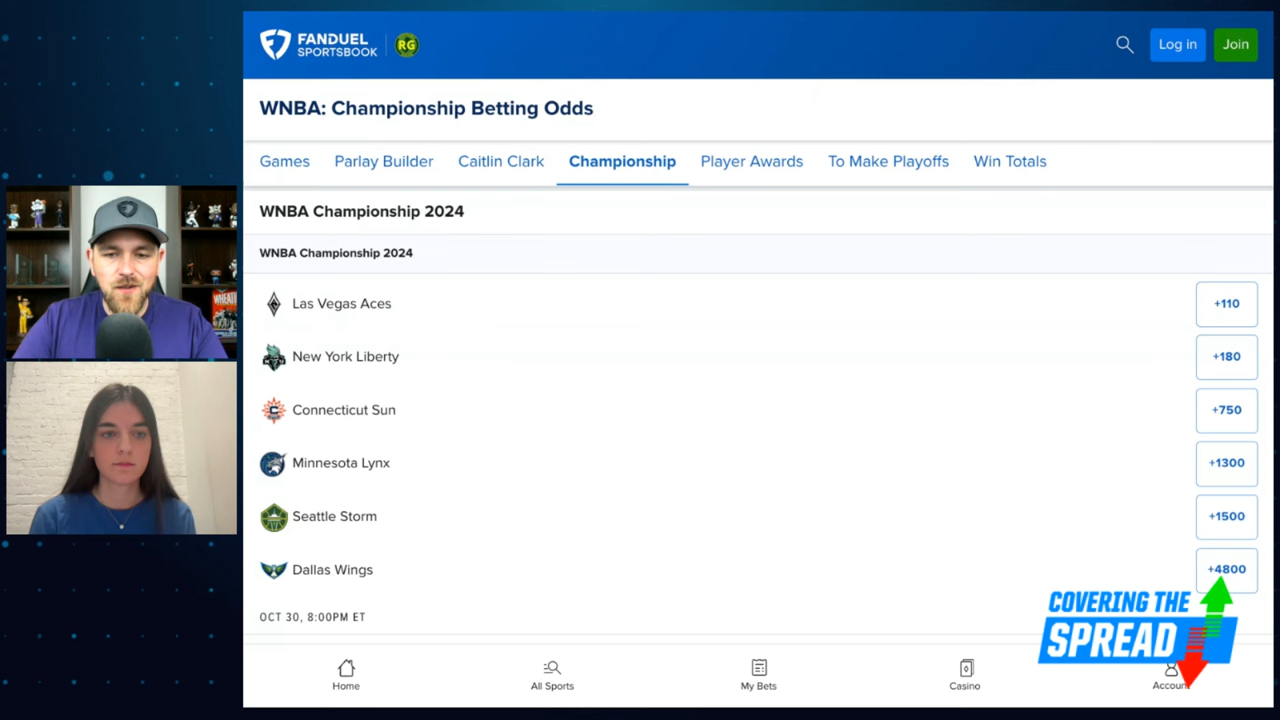 FANDUEL
SPORTSBOOK
RG
Log in
Join
WNBA: Championship Betting Odds
Games
Parlay Builder
Caitlin Clark
Championship
Player Awards
To Make Playoffs
Win Totals
WNBA Championship 2024
WNBA Championship 2024
Las Vegas Aces
+110
New York Liberty
+180
Connecticut Sun
+750
Minnesota Lynx
+1300
Seattle Storm
+1500
Dallas Wings
+4800
OCT 30, 8:00PM ET
COVERING THE
SPREAD
Home
All Sports
My Bets
Casino
Account
WHEATIES